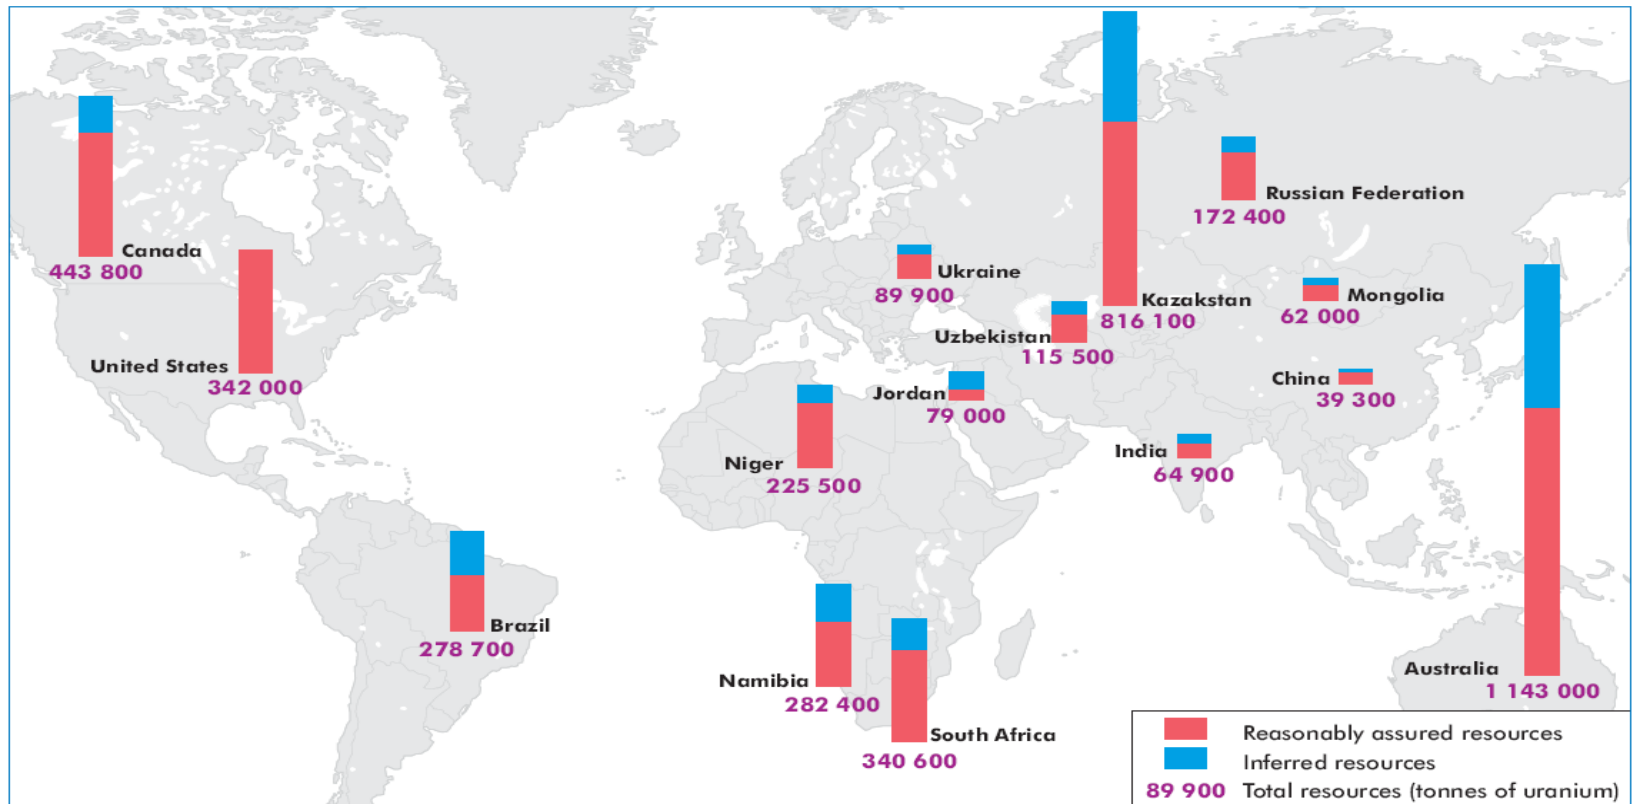 Canada
443 800
United States
342 000
Brazil
278 700
Ukraine
89 900
Uzbekistan
115 500
Kazakstan
816 100
Russian Federation
172 400
Mongolia
62 000
China
39 300
Jordan
79 000
India
64 900
Niger
225 500
Namibia
282 400
South Africa
340 600
Australia
1 143 000
Reasonably assured resources
Inferred resources
89 900 Total resources (tonnes of uranium)